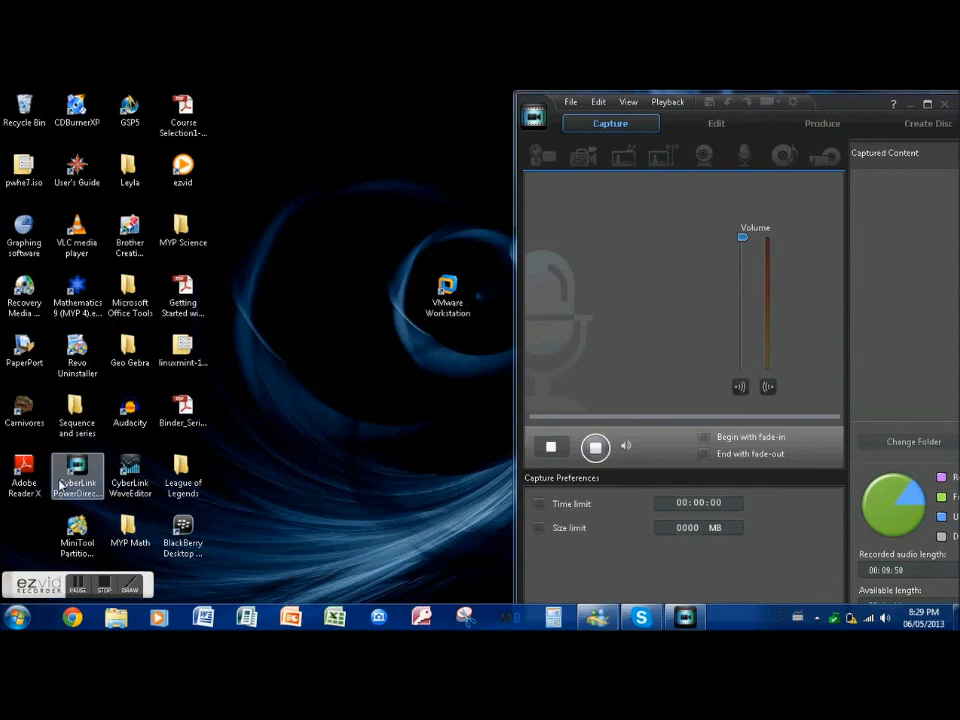 Recycle Bin
CDBurnerXP
GSP5
Course
Selection1-...
pwhe7.iso
User's Guide
Leyla
ezvid
Graphing
software
VLC media
player
Brother
Creati...
MYP Science
Recovery
Media ...
Mathematics
9 (MYP 4).e...
Microsoft
Office Tools
Getting
Started wi...
PaperPort
Revo
Uninstaller
Geo Gebra
linuxmint-1...
Carnivores
Sequence
and series
Audacity
Binder_Seri...
Adobe
Reader X
CyberLink
PowerDirec...
CyberLink
WaveEditor
League of
Legends
MiniTool
Partitio...
MYP Math
BlackBerry
Desktop ...
VMware
Workstation
ezvid
RECORDER
PAUSE
STOP
DRAW
File Edit View Playback
?
Capture Edit Produce Create Disc
Captured Content
Volume
Begin with fade-in
End with fade-out
Change Folder
Capture Preferences
Time limit 00:00:00
Size limit 0000 MB
Recorded audio length:
00:09:50
Available length:
8:29 PM
06/05/2013